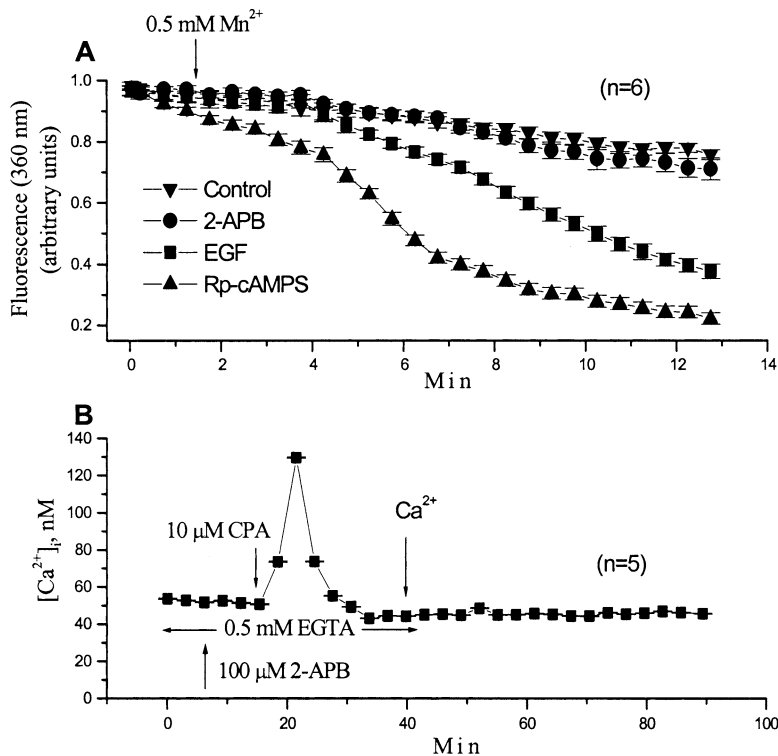 A
0.5 mM Mn²⁺
(n=6)
Fluorescence (360 nm)
(arbitrary units)
1.0
0.8
0.6
0.4
0.2
Control
2-APB
EGF
Rp-cAMPS
0 2 4 6 8 10 12 14
Min
B
[Ca²⁺]i, nM
140
120
100
80
60
40
20
0
10 µM CPA
Ca²⁺
(n=5)
0.5 mM EGTA
100 µM 2-APB
0 20 40 60 80 100
Min